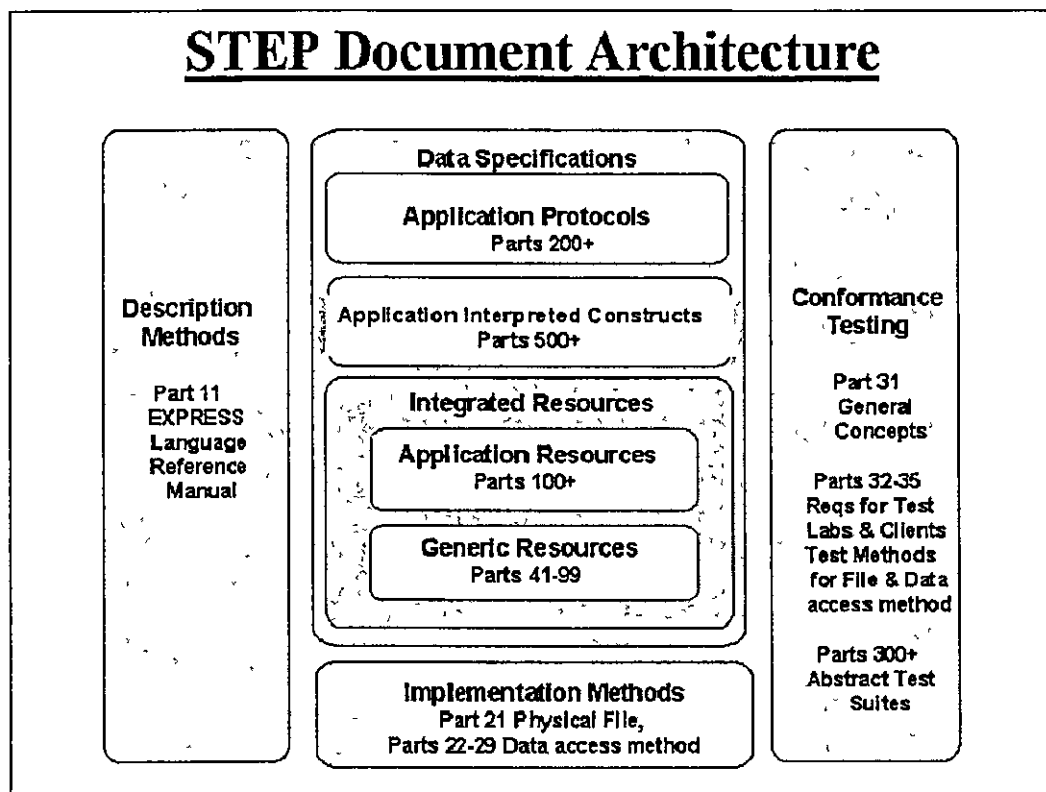 STEP Document Architecture
Description
Methods
Part 11
EXPRESS
Language
Reference
Manual
Data Specifications
Application Protocols
Parts 200+
Application Interpreted Constructs
Parts 500+
Integrated Resources
Application Resources
Parts 100+
Generic Resources
Parts 41-99
Implementation Methods
Part 21 Physical File,
Parts 22-29 Data access method
Conformance
Testing
Part 31
General
Concepts
Parts 32-35
Reqs for Test
Labs & Clients
Test Methods
for File & Data
access method
Parts 300+
Abstract Test
Suites